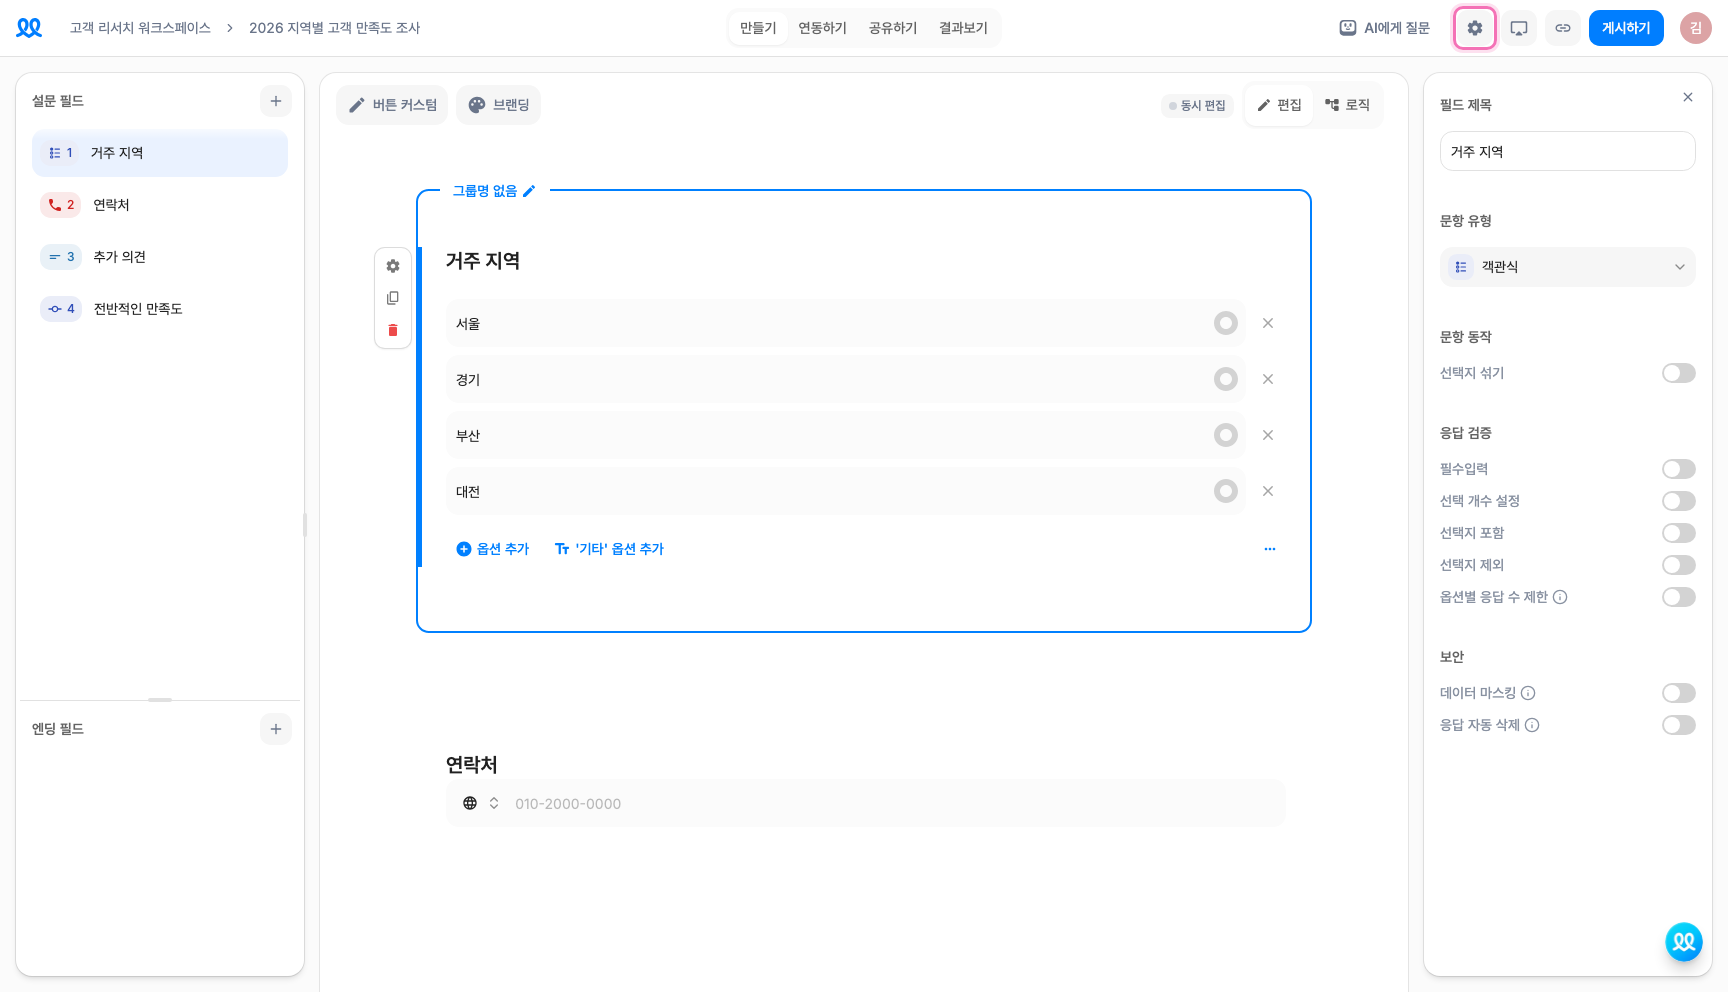 고객 리서치 워크스페이스 > 2026 지역별 고객 만족도 조사
만들기 연동하기 공유하기 결과보기
AI에게 질문
게시하기
김
설문 필드
1 거주 지역
2 연락처
3 추가 의견
4 전반적인 만족도
엔딩 필드
버튼 커스텀 브랜딩
동시 편집 편집 로직
그룹명 없음
거주 지역
서울
경기
부산
대전
옵션 추가 '기타' 옵션 추가
연락처
010-2000-0000
필드 제목
거주 지역
문항 유형
객관식
문항 동작
선택지 섞기
응답 검증
필수입력
선택 개수 설정
선택지 포함
선택지 제외
옵션별 응답 수 제한
보안
데이터 마스킹
응답 자동 삭제